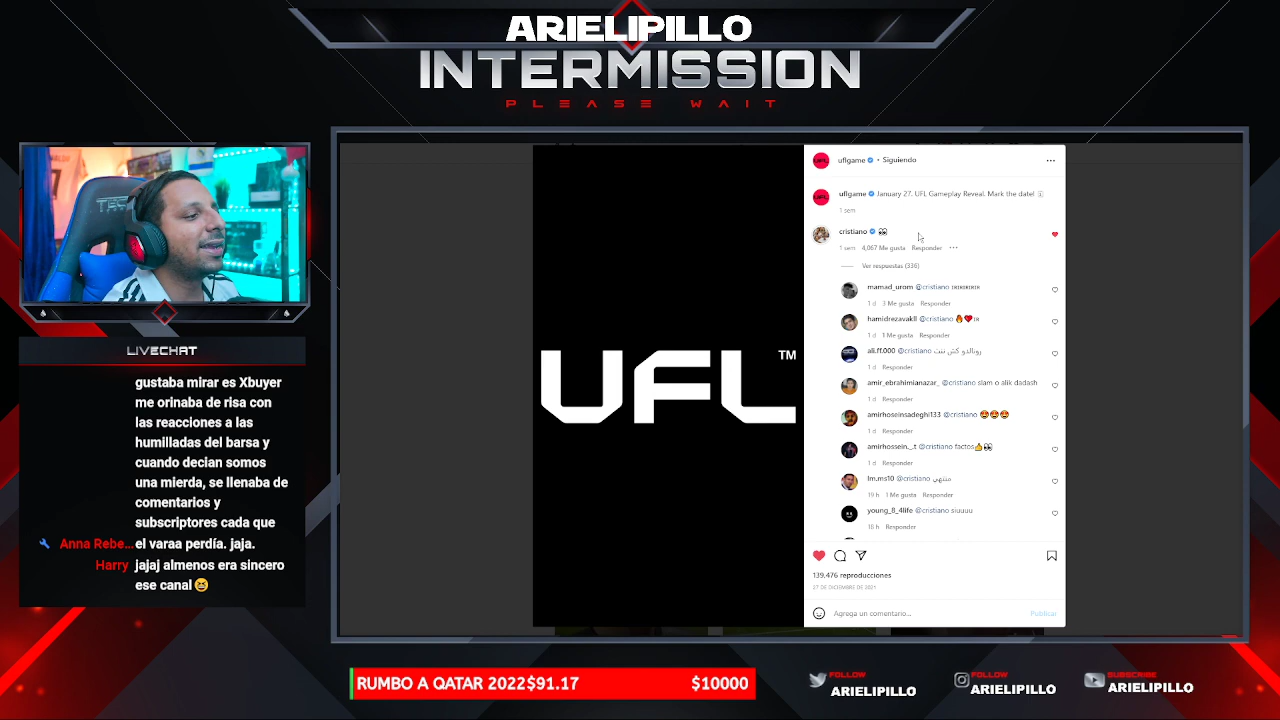 ARIELIPILLO
INTERMISSION
PLEASE WAIT
LIVECHAT
gustaba mirar es Xbuyer
me orinaba de risa con
las reacciones a las
humilladas del barsa y
cuando decian somos
una mierda, se llenaba de
comentarios y
subscriptores cada que
Anna Rebe... el varaa perdía. jaja.
Harry jajaj almenos era sincero
ese canal
UFL™
uflgame • Siguiendo
uflgame January 27. UFL Gameplay Reveal. Mark the date!
1 sem
cristiano
1 sem 4,067 Me gusta Responder ...
Ver respuestas (336)
mamad_urom @cristiano
1 d 3 Me gusta Responder
@cristiano
1 d 1 Me gusta Responder
ali.ff.000 @cristiano
1 d Responder
amir_ebrahimianazar_ @cristiano slam o alik dadash
1 d Responder
amirhoseinsadeghi133 @cristiano
1 d Responder
amirhossein._.t @cristiano factos
1 d Responder
@cristiano منتهي
19 h 1 Me gusta Responder
young_8_4life @cristiano siuuuu
16 h Responder
139,476 reproducciones
27 DE DICIEMBRE DE 2021
Agrega un comentario... Publicar
RUMBO A QATAR 2022 $91.17 $10000
FOLLOW
ARIELIPILLO
FOLLOW
ARIELIPILLO
SUBSCRIBE
ARIELIPILLO